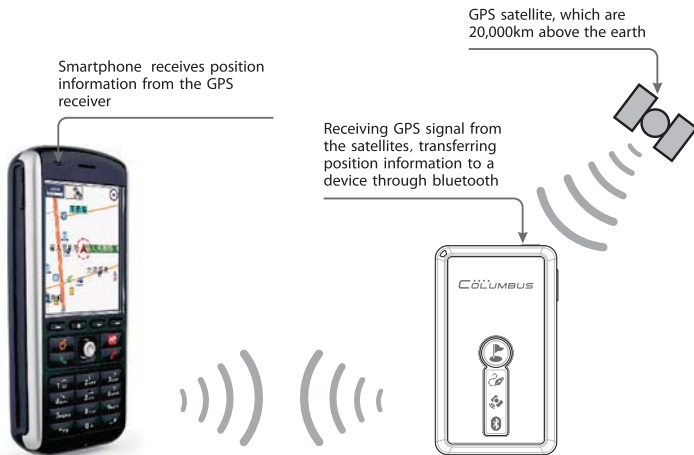 GPS satellite, which are
20,000km above the earth
Smartphone receives position
information from the GPS
receiver
Receiving GPS signal from
the satellites, transferring
position information to a
device through bluetooth
COLUMBUS